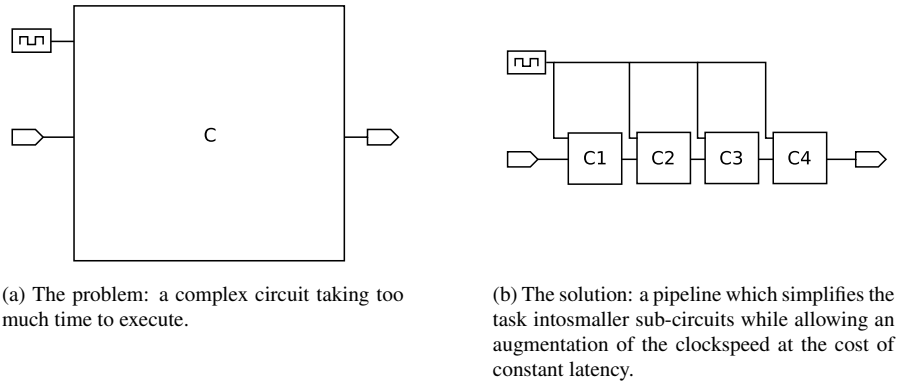 C
C1 C2 C3 C4
(a) The problem: a complex circuit taking too
much time to execute.
(b) The solution: a pipeline which simplifies the
task intosmaller sub-circuits while allowing an
augmentation of the clockspeed at the cost of
constant latency.